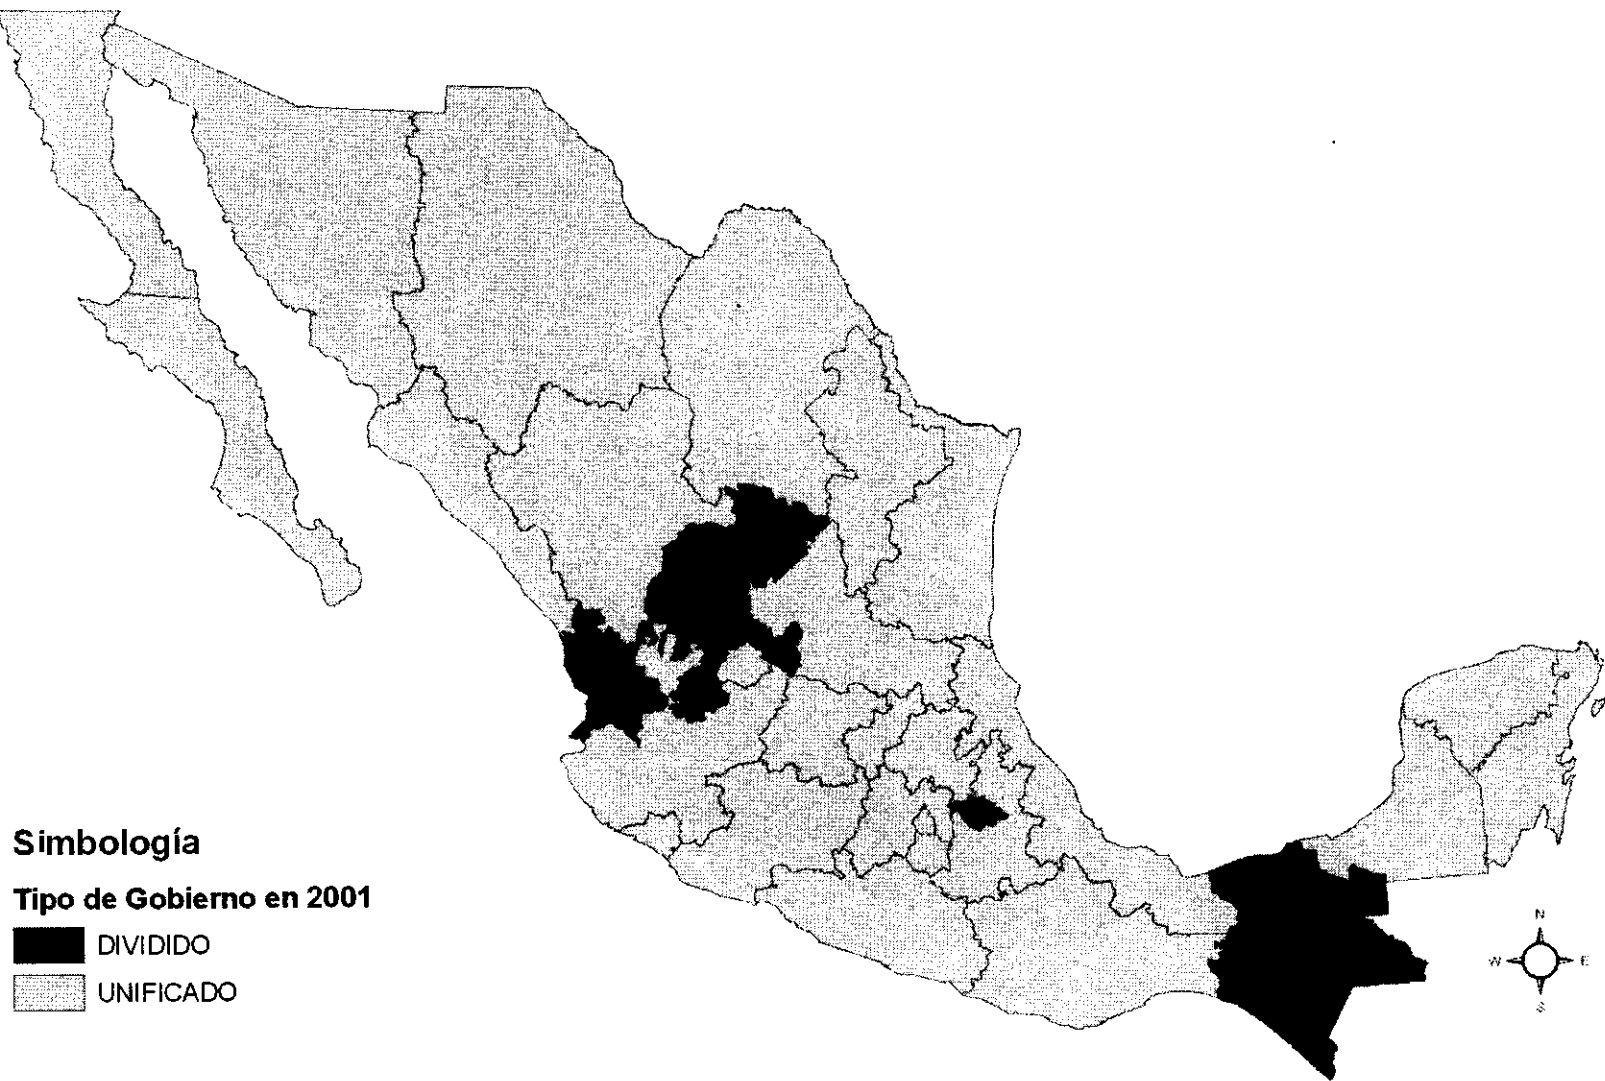 Simbología
Tipo de Gobierno en 2001
DIVIDIDO
UNIFICADO
N
W E
S